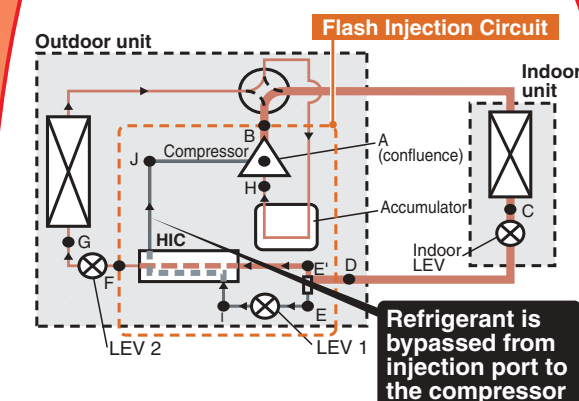 Flash Injection Circuit
Outdoor unit
Indoor
unit
B
Compressor
A
(confluence)
J
H
Accumulator
C
G
HIC
Indoor
LEV
E'
D
F
I
E
LEV 2
LEV 1
Refrigerant is
bypassed from
injection port to
the compressor